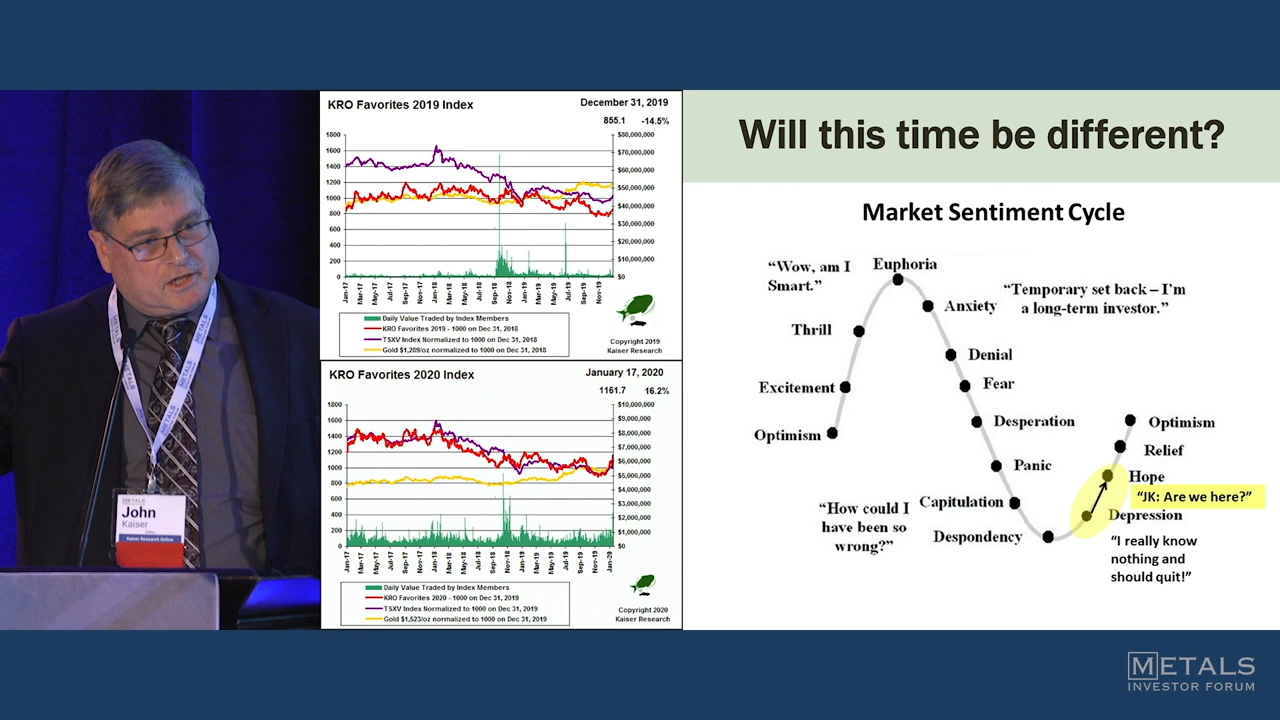 METALS
John
Kaiser
Kaiser Research Online
KRO Favorites 2019 Index
December 31, 2019
855.1 -14.5%
1800
1600
1400
1200
1000
800
600
400
200
0
$80,000,000
$70,000,000
$60,000,000
$50,000,000
$40,000,000
$30,000,000
$20,000,000
$10,000,000
$0
Jan-17
Mar-17
May-17
Jul-17
Sep-17
Nov-17
Jan-18
Mar-18
May-18
Jul-18
Sep-18
Nov-18
Jan-19
Mar-19
May-19
Jul-19
Sep-19
Nov-19
Daily Value Traded by Index Members
KRO Favorites 2019 - 1000 on Dec 31, 2018
TSXV Index Normalized to 1000 on Dec 31, 2018
Gold $1,289/oz normalized to 1000 on Dec 31, 2018
Copyright 2019
Kaiser Research
KRO Favorites 2020 Index
January 17, 2020
1161.7 16.2%
1800
1600
1400
1200
1000
800
600
400
200
0
$10,000,000
$9,000,000
$8,000,000
$7,000,000
$6,000,000
$5,000,000
$4,000,000
$3,000,000
$2,000,000
$1,000,000
$0
Jan-17
Mar-17
May-17
Jul-17
Sep-17
Nov-17
Jan-18
Mar-18
May-18
Jul-18
Sep-18
Nov-18
Jan-19
Mar-19
May-19
Jul-19
Sep-19
Nov-19
Jan-20
Daily Value Traded by Index Members
KRO Favorites 2020 - 1000 on Dec 31, 2019
TSXV Index Normalized to 1000 on Dec 31, 2019
Gold $1,523/oz normalized to 1000 on Dec 31, 2019
Copyright 2020
Kaiser Research
Will this time be different?
Market Sentiment Cycle
“Wow, am I
Smart.”
Euphoria
Anxiety
“Temporary set back – I’m
a long-term investor.”
Thrill
Denial
Excitement
Fear
Optimism
Desperation
Optimism
Panic
Relief
Hope
“JK: Are we here?”
Capitulation
Depression
“How could I
have been so
wrong?”
Despondency
“I really know
nothing and
should quit!”
METALS
INVESTOR FORUM